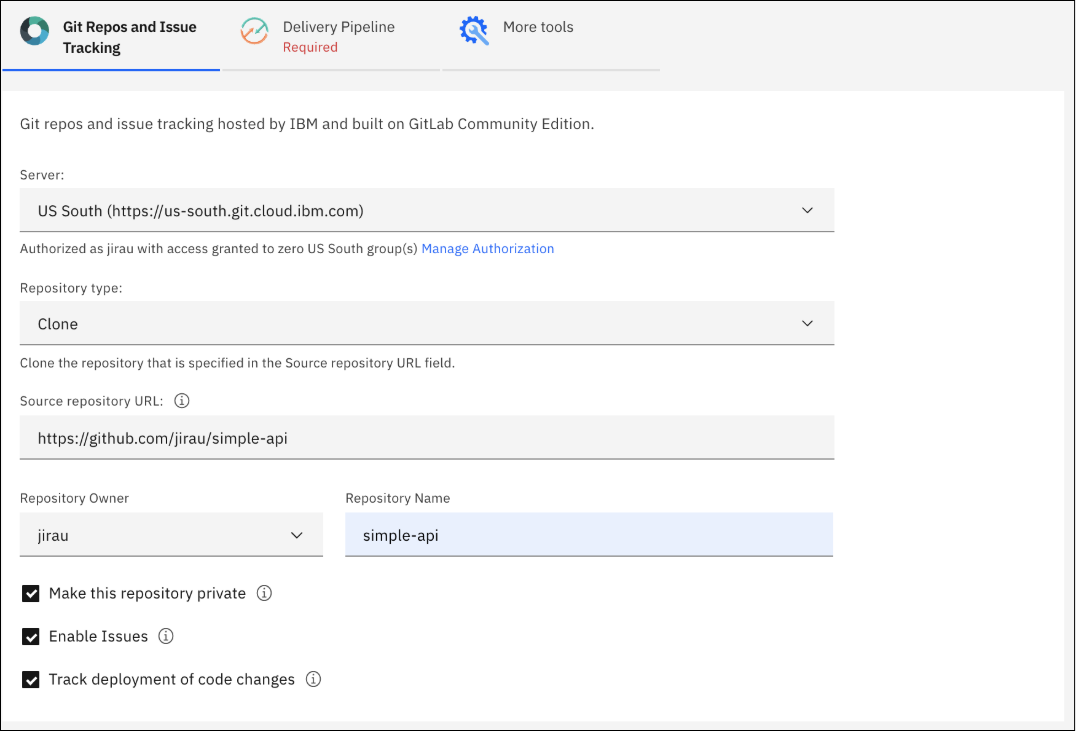 Git Repos and Issue
Tracking
Delivery Pipeline
Required
More tools
Git repos and issue tracking hosted by IBM and built on GitLab Community Edition.
Server:
US South (https://us-south.git.cloud.ibm.com)
Authorized as jirau with access granted to zero US South group(s) Manage Authorization
Repository type:
Clone
Clone the repository that is specified in the Source repository URL field.
Source repository URL:
https://github.com/jirau/simple-api
Repository Owner
Repository Name
jirau
simple-api
Make this repository private
Enable Issues
Track deployment of code changes